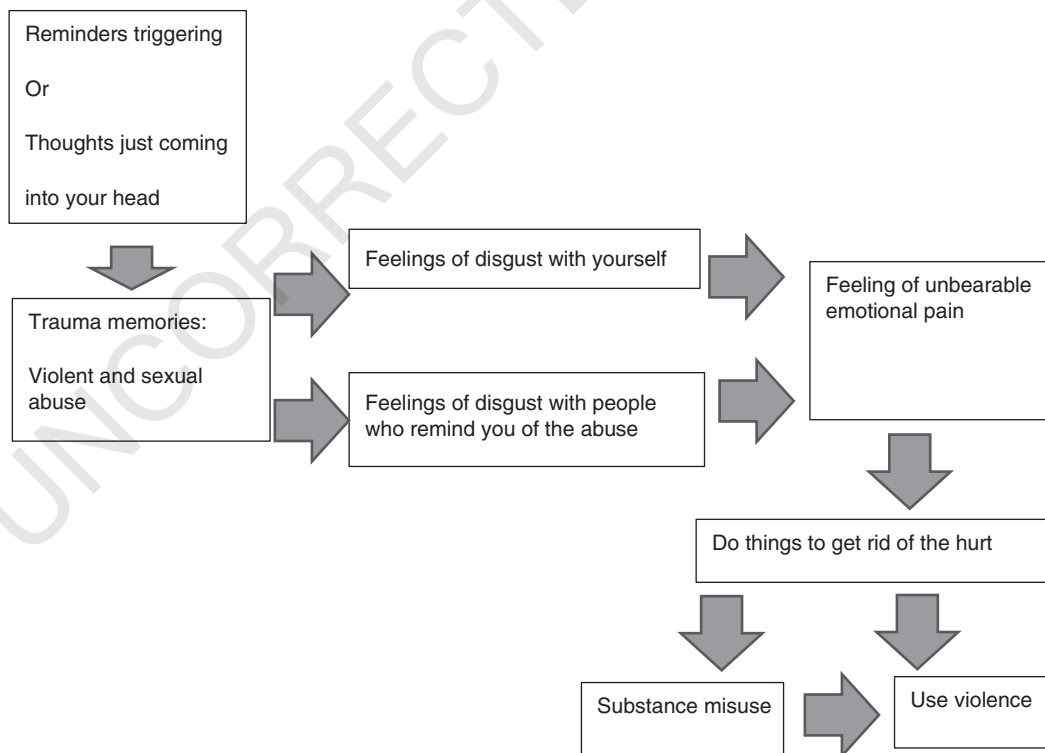 Reminders triggering
Or
Thoughts just coming
into your head
Trauma memories:
Violent and sexual
abuse
Feelings of disgust with yourself
Feelings of disgust with people
who remind you of the abuse
Feeling of unbearable
emotional pain
Do things to get rid of the hurt
Substance misuse
Use violence
UNCORRECTE